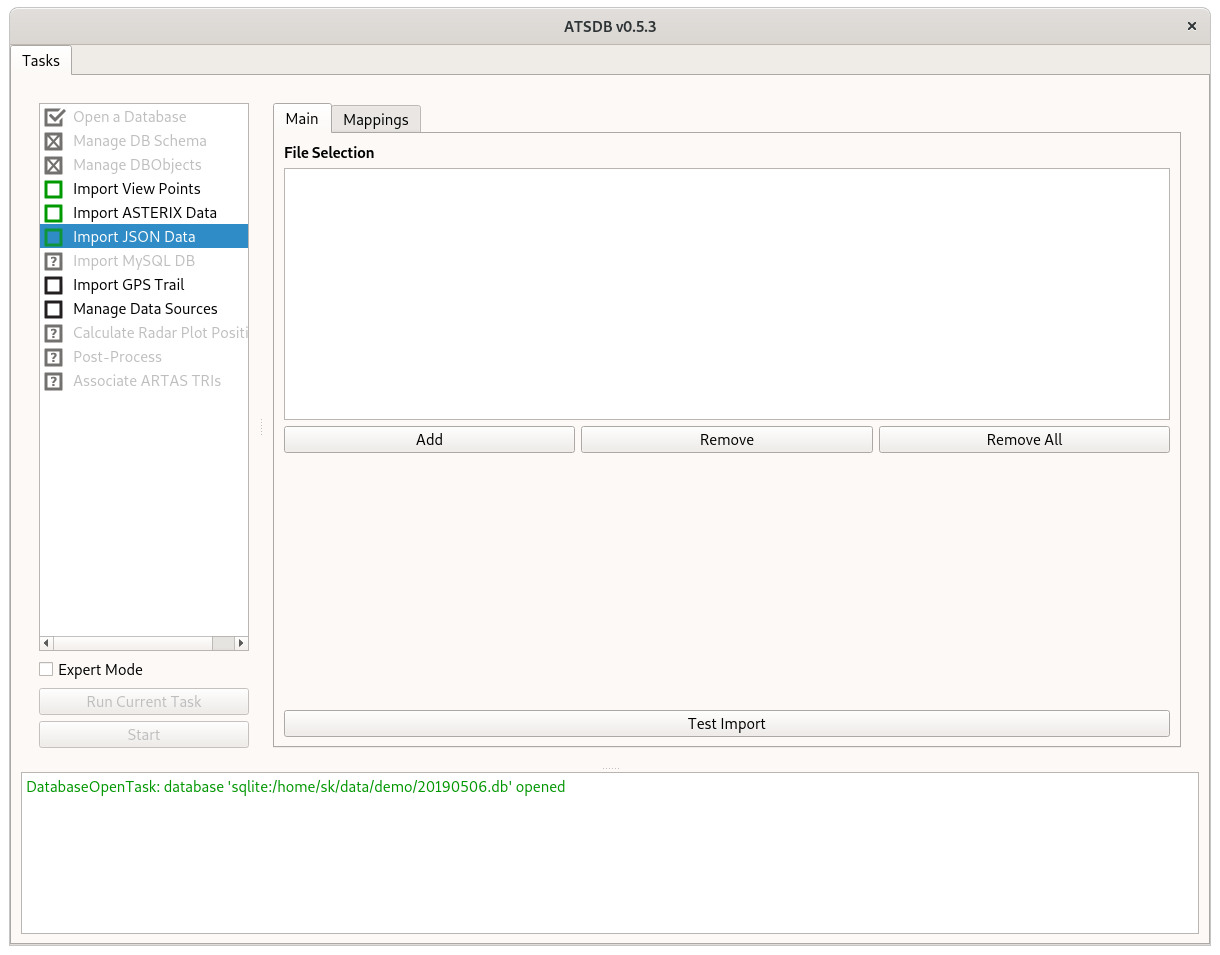 ATSDB v0.5.3
Tasks
Open a Database
Manage DB Schema
Manage DBObjects
Import View Points
Import ASTERIX Data
Import JSON Data
Import MySQL DB
Import GPS Trail
Manage Data Sources
Calculate Radar Plot Positi
Post-Process
Associate ARTAS TRIs
Expert Mode
Run Current Task
Start
Main
Mappings
File Selection
Add
Remove
Remove All
Test Import
DatabaseOpenTask: database 'sqlite:/home/sk/data/demo/20190506.db' opened